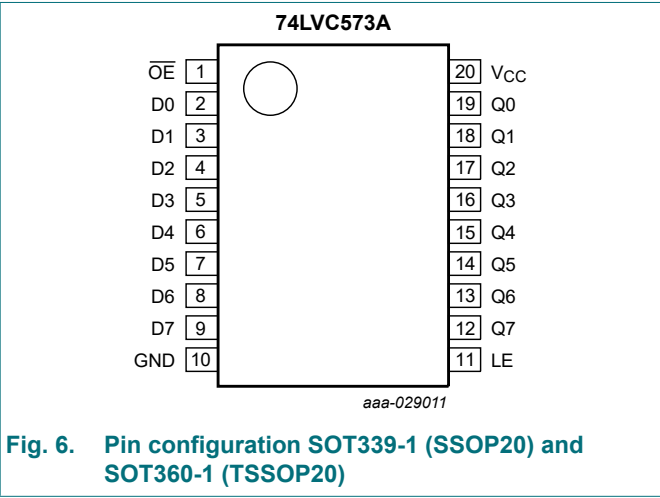 74LVC573A
OE 1 20 VCC
D0 2 19 Q0
D1 3 18 Q1
D2 4 17 Q2
D3 5 16 Q3
D4 6 15 Q4
D5 7 14 Q5
D6 8 13 Q6
D7 9 12 Q7
GND 10 11 LE
aaa-029011
Fig. 6. Pin configuration SOT339-1 (SSOP20) and
SOT360-1 (TSSOP20)